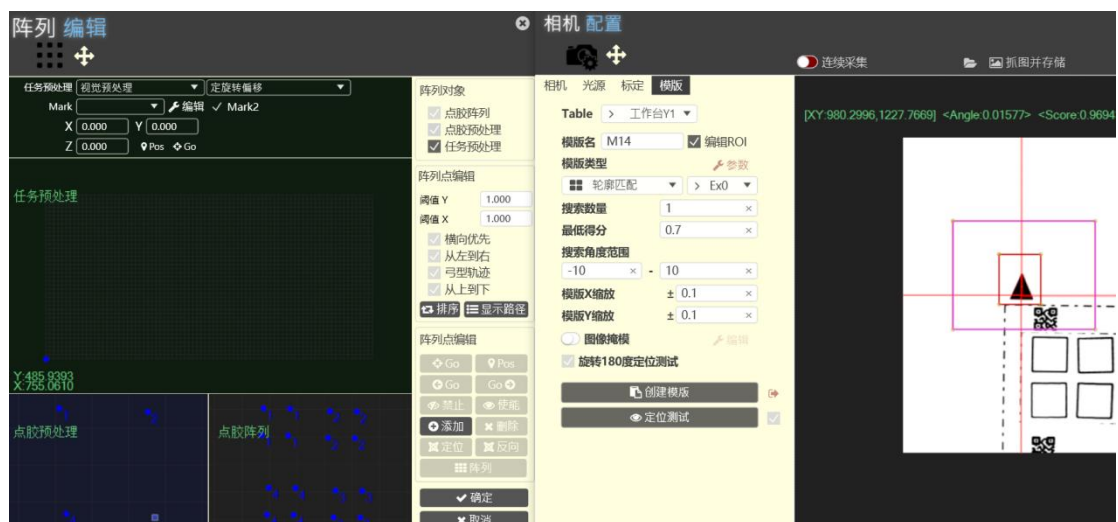 阵列 编辑
任务预处理 视觉预处理 定旋转偏移
Mark 编辑 Mark2
X 0.000 Y 0.000
Z 0.000 Pos Go
任务预处理
Y:485.9393
X:755.0610
点胶预处理
点胶阵列
阵列对象
点胶阵列
点胶预处理
任务预处理
阵列点编辑
阈值 Y 1.000
阈值 X 1.000
横向优先
从左到右
弓型轨迹
从上到下
排序 显示路径
阵列点编辑
Go Pos
Go Go
禁止 使能
添加 删除
定位 反向
阵列
确定
取消
相机 配置
连续采集 抓图并存储
相机 光源 标定 模版
Table > 工作台Y1
模版名 M14 编辑ROI
模版类型 参数
轮廓匹配 > Ex0
搜索数量 1 ×
最低得分 0.7 ×
搜索角度范围
-10 × - 10 ×
模版X缩放 ± 0.1 ×
模版Y缩放 ± 0.1 ×
图像掩模 编辑
旋转180度定位测试
创建模版
定位测试
[XY:980.2996,1227.7669] <Angle:0.01577> <Score:0.9694